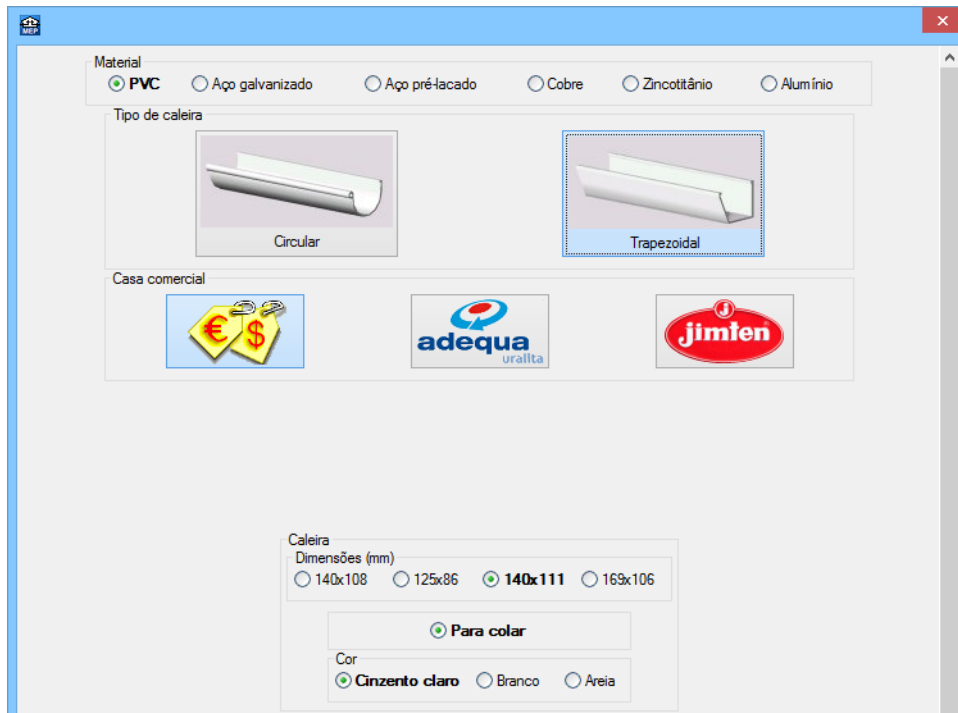 MEP
Material
PVC Aço galvanizado Aço pré-lacado Cobre Zincotitânio Alumínio
Tipo de caleira
Circular Trapezoidal
Casa comercial
€ $ adequa uralita J jimten
Caleira
Dimensões (mm)
140x108 125x86 140x111 169x106
Para colar
Cor
Cinzento claro Branco Areia